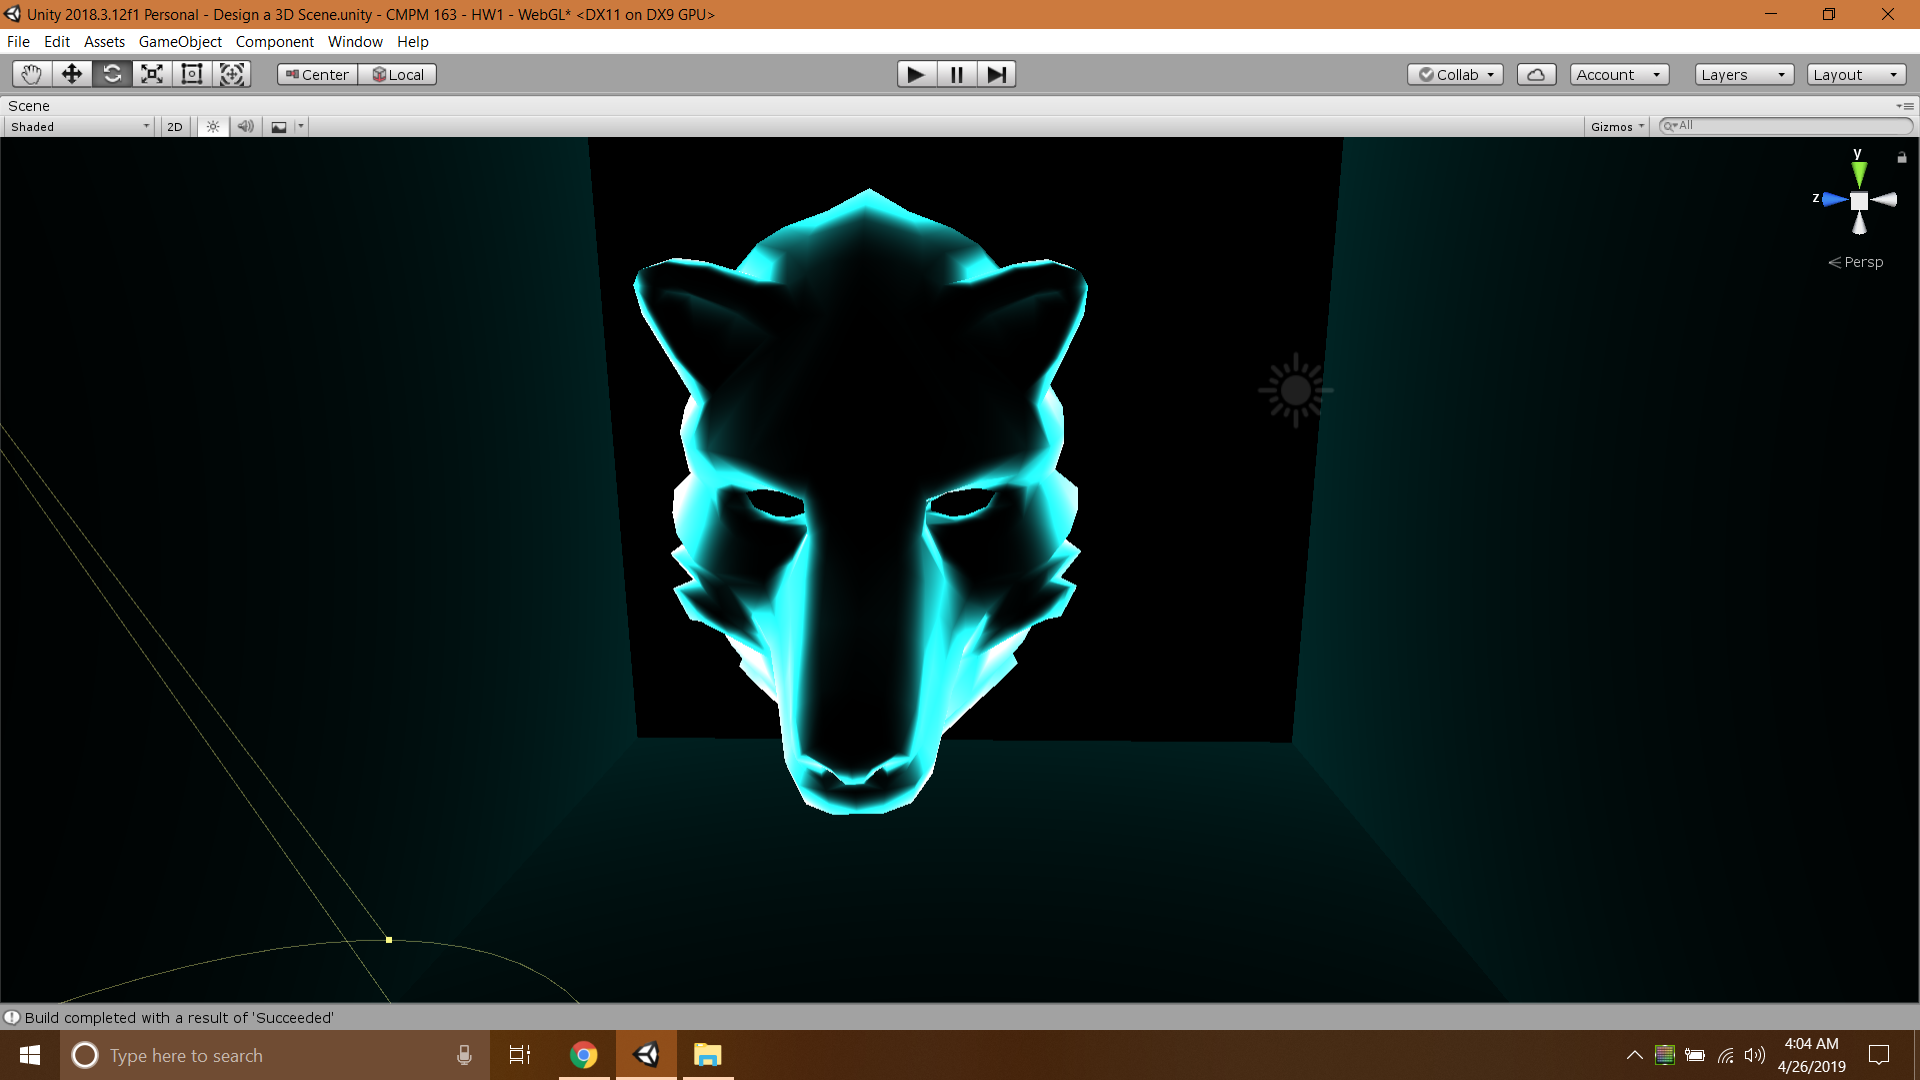 Unity 2018.3.12f1 Personal - Design a 3D Scene.unity - CMPM 163 - HW1 - WebGL* <DX11 on DX9 GPU>
File Edit Assets GameObject Component Window Help
Center Local Collab Account Layers Layout
Scene
Shaded 2D Gizmos All
y
z
Persp
Build completed with a result of 'Succeeded'
Type here to search
4:04 AM
4/26/2019